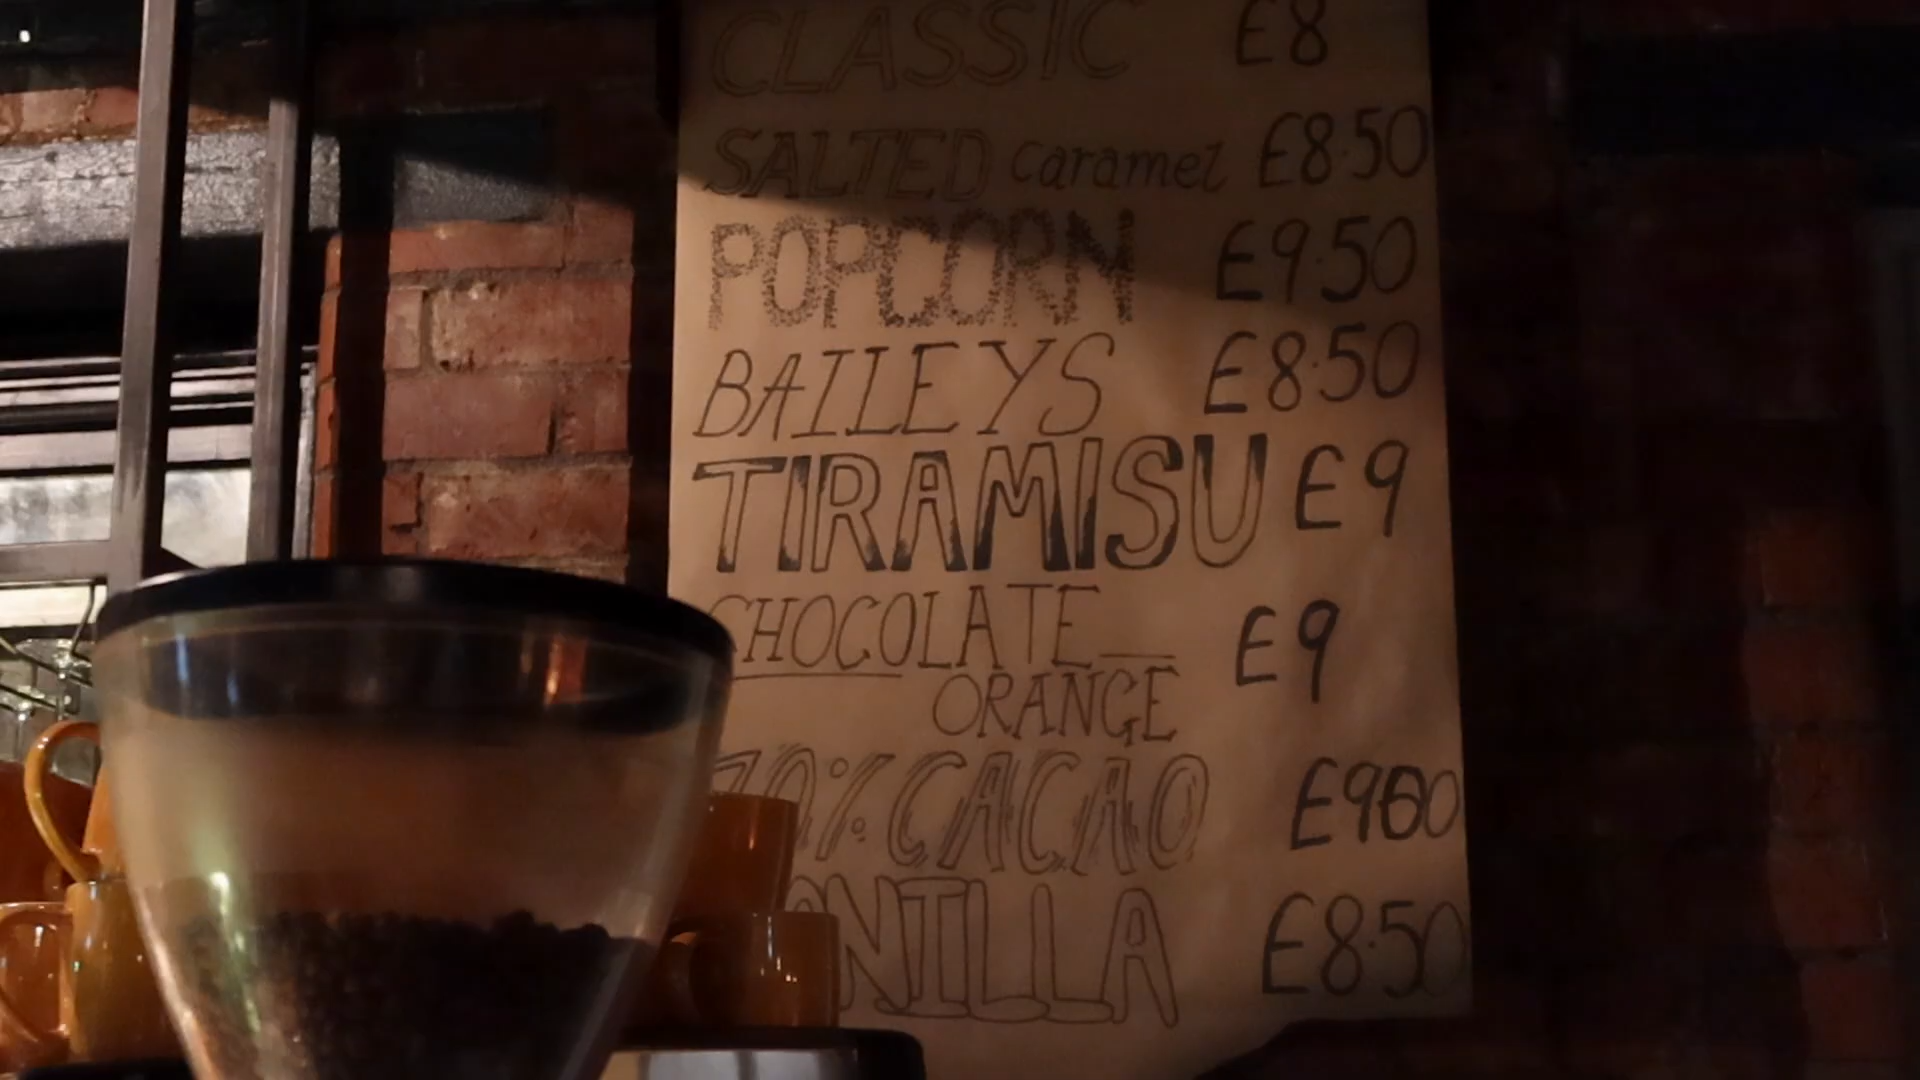 CLASSIC £8
SALTED caramel £8.50
POPCORN £9.50
BAILEYS £8.50
TIRAMISU £9
CHOCOLATE £9
ORANGE
70% CACAO
£8.50